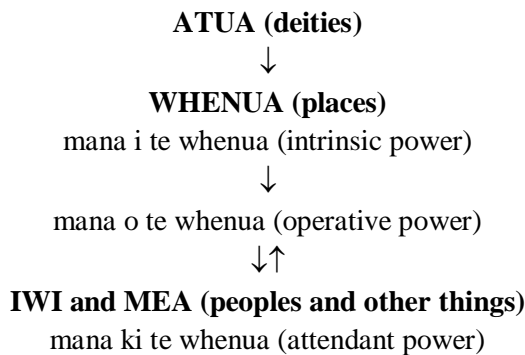 ATUA (deities)
↓
WHENUA (places)
mana i te whenua (intrinsic power)
↓
mana o te whenua (operative power)
↓↑
IWI and MEA (peoples and other things)
mana ki te whenua (attendant power)